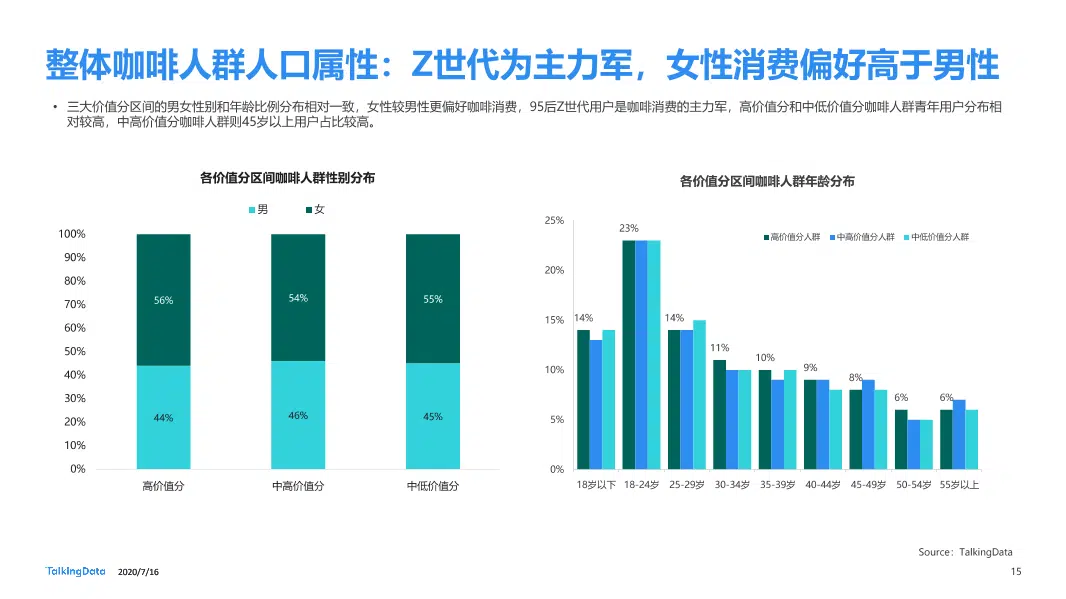 整体咖啡人群人口属性：Z世代为主力军，女性消费偏好高于男性
• 三大价值分区间的男女性别和年龄比例分布相对一致，女性较男性更偏好咖啡消费，95后Z世代用户是咖啡消费的主力军，高价值分和中低价值分咖啡人群青年用户分布相
对较高，中高价值分咖啡人群则45岁以上用户占比较高。
各价值分区间咖啡人群性别分布
男 女
100%
90%
80%
70%
60%
50%
40%
30%
20%
10%
0%
56% 54% 55%
44% 46% 45%
高价值分 中高价值分 中低价值分
各价值分区间咖啡人群年龄分布
高价值分人群 中高价值分人群 中低价值分人群
25%
20%
15%
10%
5%
0%
14% 23% 14% 11% 10% 9% 8% 6% 6%
18岁以下 18-24岁 25-29岁 30-34岁 35-39岁 40-44岁 45-49岁 50-54岁 55岁以上
Source：TalkingData
TalkingData 2020/7/16 15